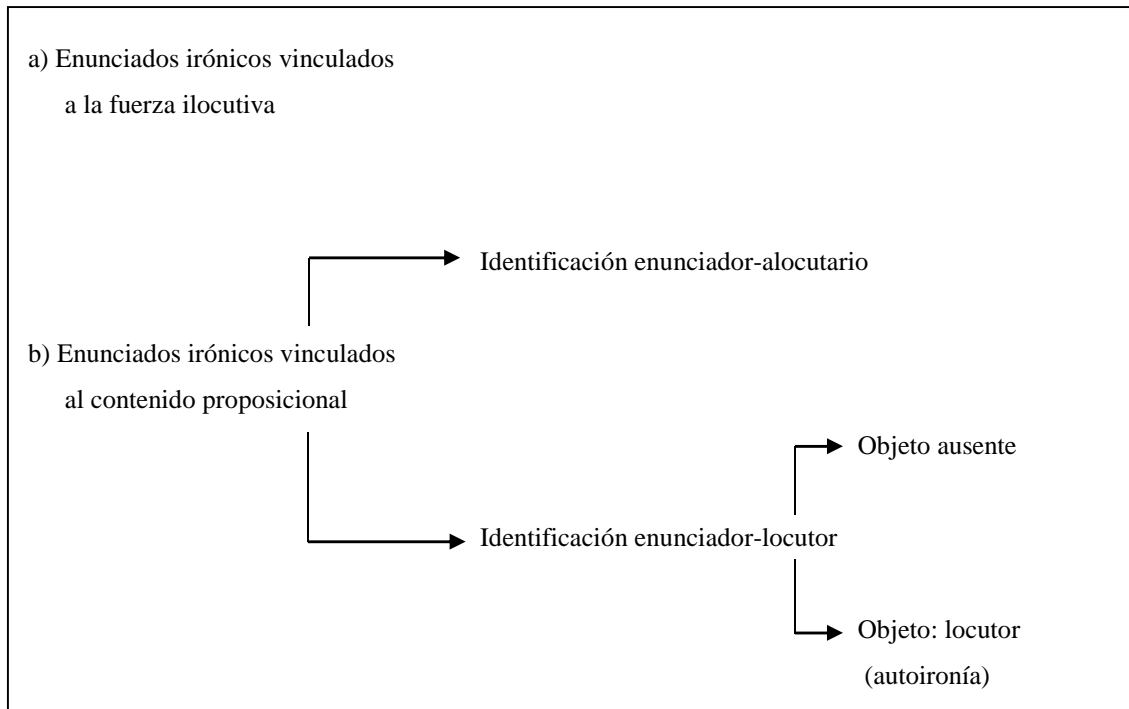 a) Enunciados irónicos vinculados
a la fuerza ilocutiva
Identificación enunciador-alocutario
b) Enunciados irónicos vinculados
al contenido proposicional
Objeto ausente
Identificación enunciador-locutor
Objeto: locutor
(autoironía)